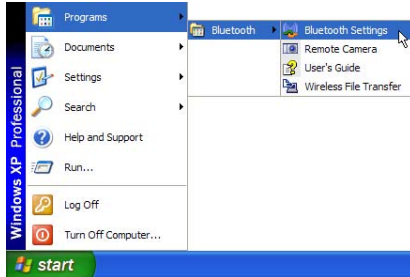 Windows XP Professional
Programs
Documents
Settings
Search
Help and Support
Run...
Log Off
Turn Off Computer...
start
Bluetooth
Bluetooth Settings
Remote Camera
User's Guide
Wireless File Transfer